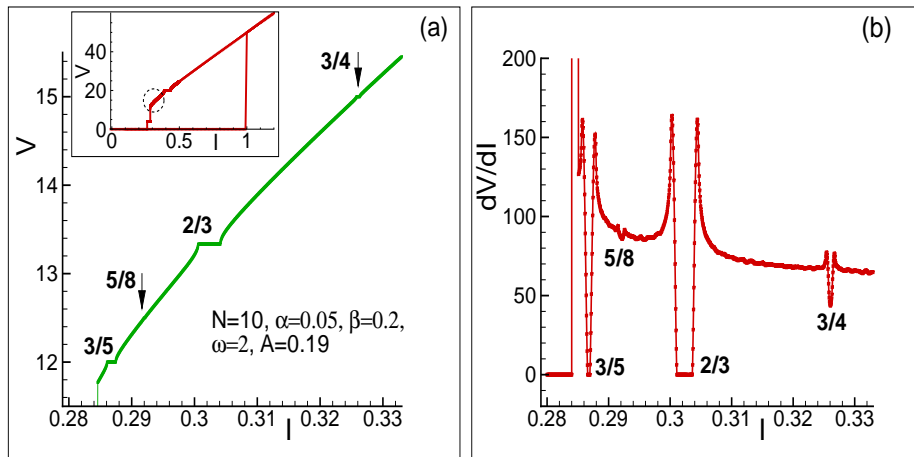 (a)
V
60
40
20
0
0
0.5
I
1
3/4
15
14
13
12
V
2/3
5/8
3/5
N=10, α=0.05, β=0.2,
ω=2, A=0.19
0.28 0.29 0.30 0.31 0.32 0.33
I
(b)
200
150
100
50
0
dV/dI
5/8
3/4
3/5
2/3
0.28 0.29 0.3 0.31 0.32 0.33
I